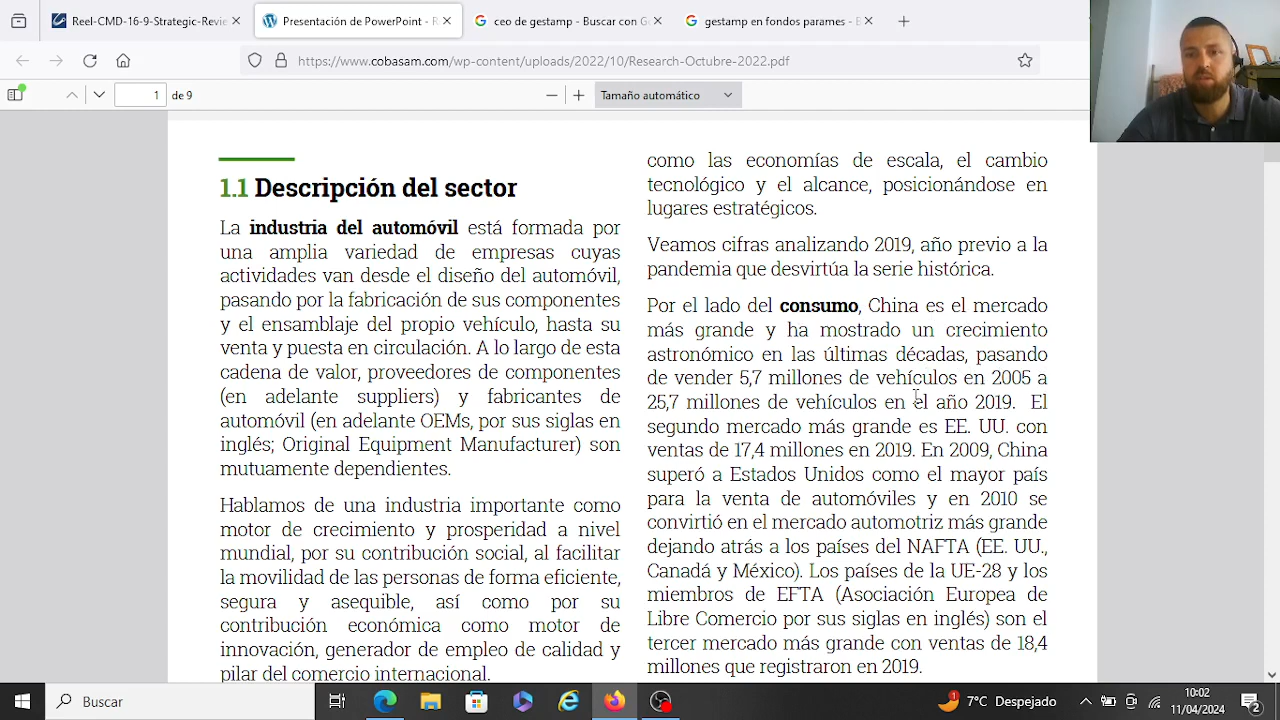 Reel-CMD-16-9-Strategic-Revie
Presentación de PowerPoint - R
ceo de gestamp - Buscar con G
gestamp en fondos parames - B
https://www.cobasam.com/wp-content/uploads/2022/10/Research-Octubre-2022.pdf
1 de 9
Tamaño automático
1.1 Descripción del sector
La industria del automóvil está formada por
una amplia variedad de empresas cuyas
actividades van desde el diseño del automóvil,
pasando por la fabricación de sus componentes
y el ensamblaje del propio vehículo, hasta su
venta y puesta en circulación. A lo largo de esta
cadena de valor, proveedores de componentes
(en adelante suppliers) y fabricantes de
automóvil (en adelante OEMs, por sus siglas en
inglés; Original Equipment Manufacturer) son
mutuamente dependientes.
Hablamos de una industria importante como
motor de crecimiento y prosperidad a nivel
mundial, por su contribución social, al facilitar
la movilidad de las personas de forma eficiente,
segura y asequible, así como por su
contribución económica como motor de
innovación, generador de empleo de calidad y
pilar del comercio internacional.
como las economías de escala, el cambio
tecnológico y el alcance, posicionándose en
lugares estratégicos.
Veamos cifras analizando 2019, año previo a la
pandemia que desvirtúa la serie histórica.
Por el lado del consumo, China es el mercado
más grande y ha mostrado un crecimiento
astronómico en las últimas décadas, pasando
de vender 5,7 millones de vehículos en 2005 a
25,7 millones de vehículos en el año 2019. El
segundo mercado más grande es EE. UU. con
ventas de 17,4 millones en 2019. En 2009, China
superó a Estados Unidos como el mayor país
para la venta de automóviles y en 2010 se
convirtió en el mercado automotriz más grande
dejando atrás a los países del NAFTA (EE. UU.,
Canadá y México). Los países de la UE-28 y los
miembros de EFTA (Asociación Europea de
Libre Comercio por sus siglas en inglés) son el
tercer mercado más grande con ventas de 18,4
millones que registraron en 2019.
Buscar
1
7°C Despejado
10:02
11/04/2024
2